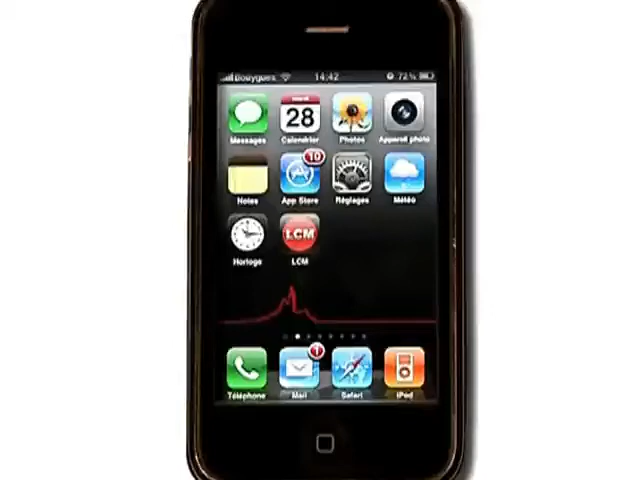 Bouygues 14:42 72 %
28
Messages Calendrier Photos Appareil photo
10
Notes App Store Réglages Météo
LCM
Horloge LCM
1
Téléphone Mail Safari iPod